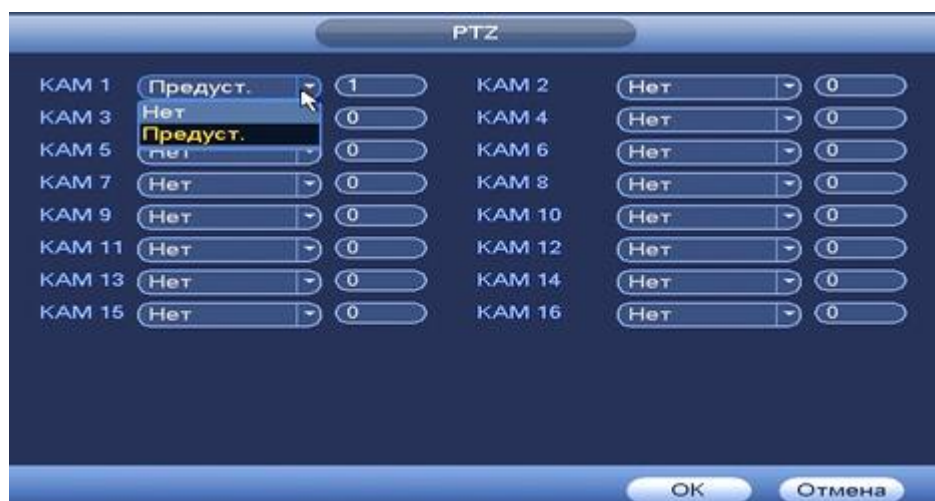 PTZ
КАМ 1 Предуст. 1 КАМ 2 Нет 0
КАМ 3 Нет 0 КАМ 4 Нет 0
Предуст.
КАМ 5 Нет 0 КАМ 6 Нет 0
КАМ 7 Нет 0 КАМ 8 Нет 0
КАМ 9 Нет 0 КАМ 10 Нет 0
КАМ 11 Нет 0 КАМ 12 Нет 0
КАМ 13 Нет 0 КАМ 14 Нет 0
КАМ 15 Нет 0 КАМ 16 Нет 0
OK Отмена